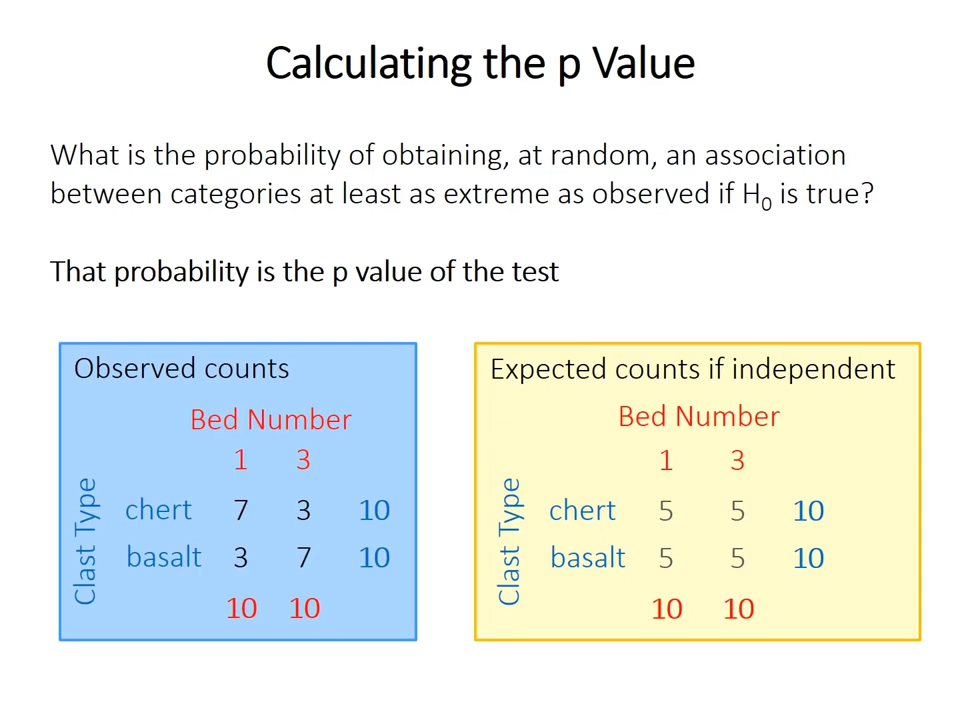 Calculating the p Value
What is the probability of obtaining, at random, an association
between categories at least as extreme as observed if H₀ is true?
That probability is the p value of the test
Observed counts
Bed Number
1 3
Clast Type
chert 7 3 10
basalt 3 7 10
10 10
Expected counts if independent
Bed Number
1 3
Clast Type
chert 5 5 10
basalt 5 5 10
10 10